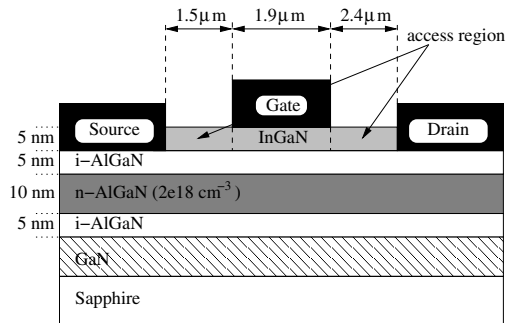 1.5μm 1.9μm 2.4μm
access region
Gate
Source InGaN Drain
5 nm
5 nm i−AlGaN
10 nm n−AlGaN (2e18 cm⁻³)
5 nm i−AlGaN
GaN
Sapphire